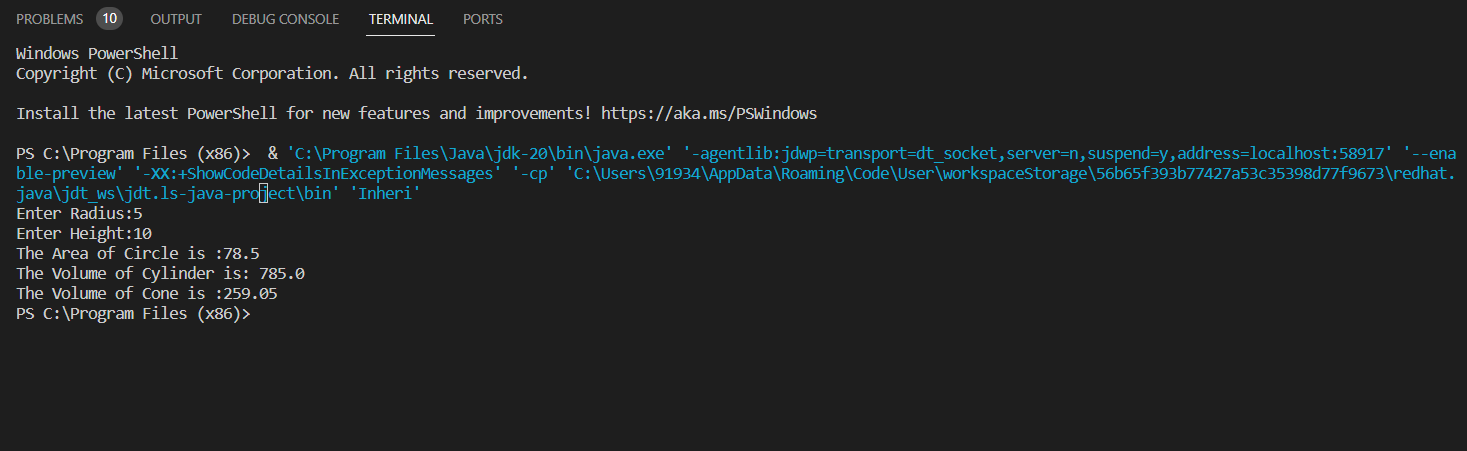 PROBLEMS 10 OUTPUT DEBUG CONSOLE TERMINAL PORTS
Windows PowerShell
Copyright (C) Microsoft Corporation. All rights reserved.
Install the latest PowerShell for new features and improvements! https://aka.ms/PSWindows
PS C:\Program Files (x86)>  & 'C:\Program Files\Java\jdk-20\bin\java.exe' '-agentlib:jdwp=transport=dt_socket,server=n,suspend=y,address=localhost:58917' '--ena
ble-preview' '-XX:+ShowCodeDetailsInExceptionMessages' '-cp' 'C:\Users\91934\AppData\Roaming\Code\User\workspaceStorage\56b65f393b77427a53c35398d77f9673\redhat.
java\jdt_ws\jdt.ls-java-project\bin' 'Inheri'
Enter Radius:5
Enter Height:10
The Area of Circle is :78.5
The Volume of Cylinder is: 785.0
The Volume of Cone is :259.05
PS C:\Program Files (x86)>